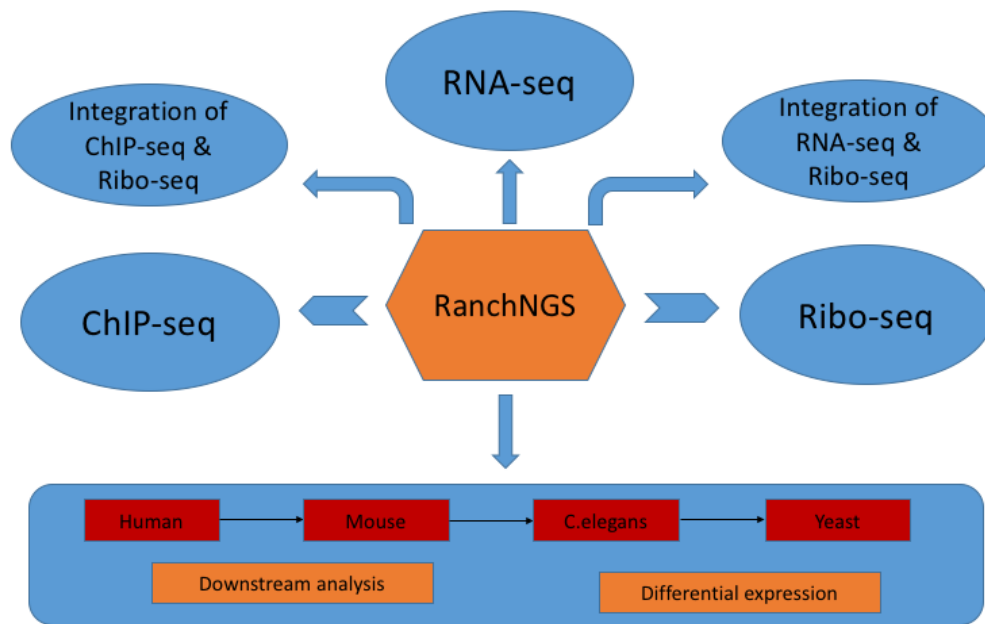 RNA-seq
Integration of
ChIP-seq &
Ribo-seq
Integration of
RNA-seq &
Ribo-seq
ChIP-seq
RanchNGS
Ribo-seq
Human
Mouse
C.elegans
Yeast
Downstream analysis
Differential expression